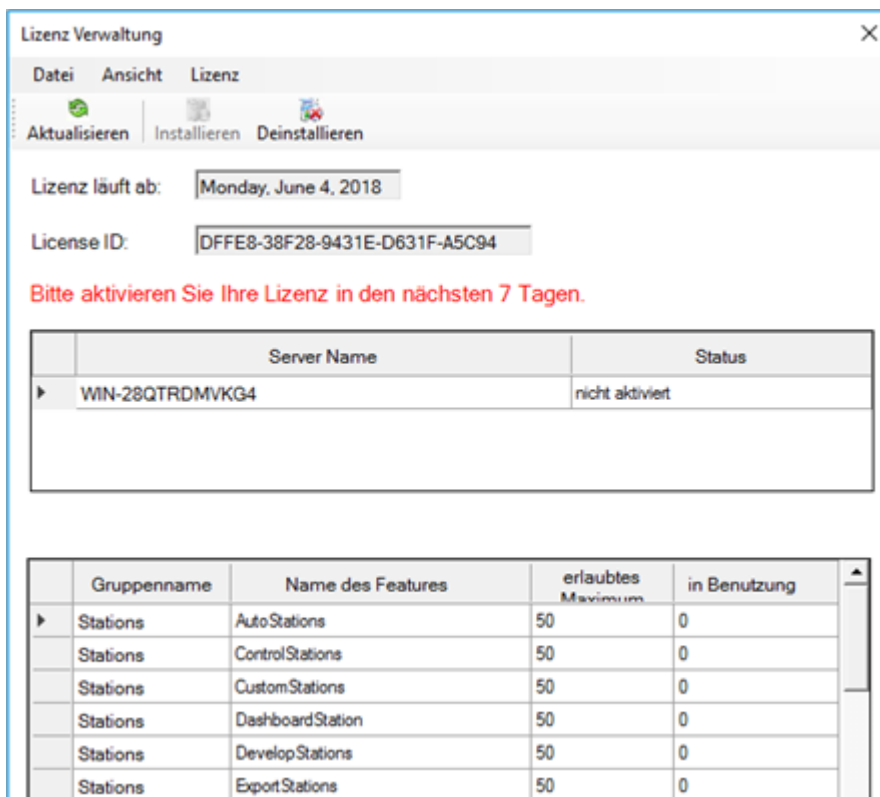 Lizenz Verwaltung
Datei Ansicht Lizenz
Aktualisieren Installieren Deinstallieren
Lizenz läuft ab: Monday, June 4, 2018
License ID: DFFE8-38F28-9431E-D631F-A5C94
Bitte aktivieren Sie Ihre Lizenz in den nächsten 7 Tagen.
Server Name Status
WIN-28QTRDMVKG4 nicht aktiviert
Gruppenname Name des Features erlaubtes Maximum in Benutzung
Stations AutoStations 50 0
Stations ControlStations 50 0
Stations CustomStations 50 0
Stations DashboardStation 50 0
Stations DevelopStations 50 0
Stations ExportStations 50 0